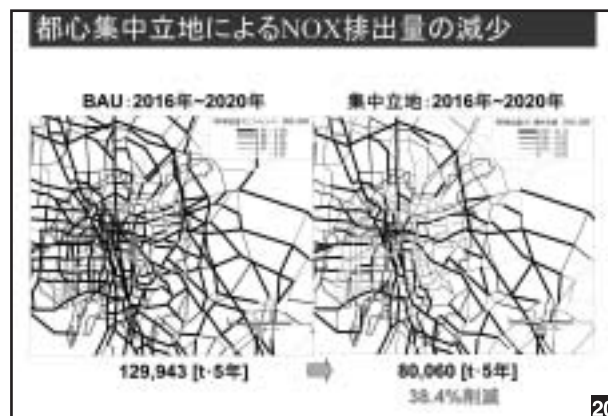 都心集中立地によるNOX排出量の減少
BAU:2016年~2020年
集中立地:2016年~2020年
129,943 [t·5年]
80,060 [t·5年]
38.4%削減
20